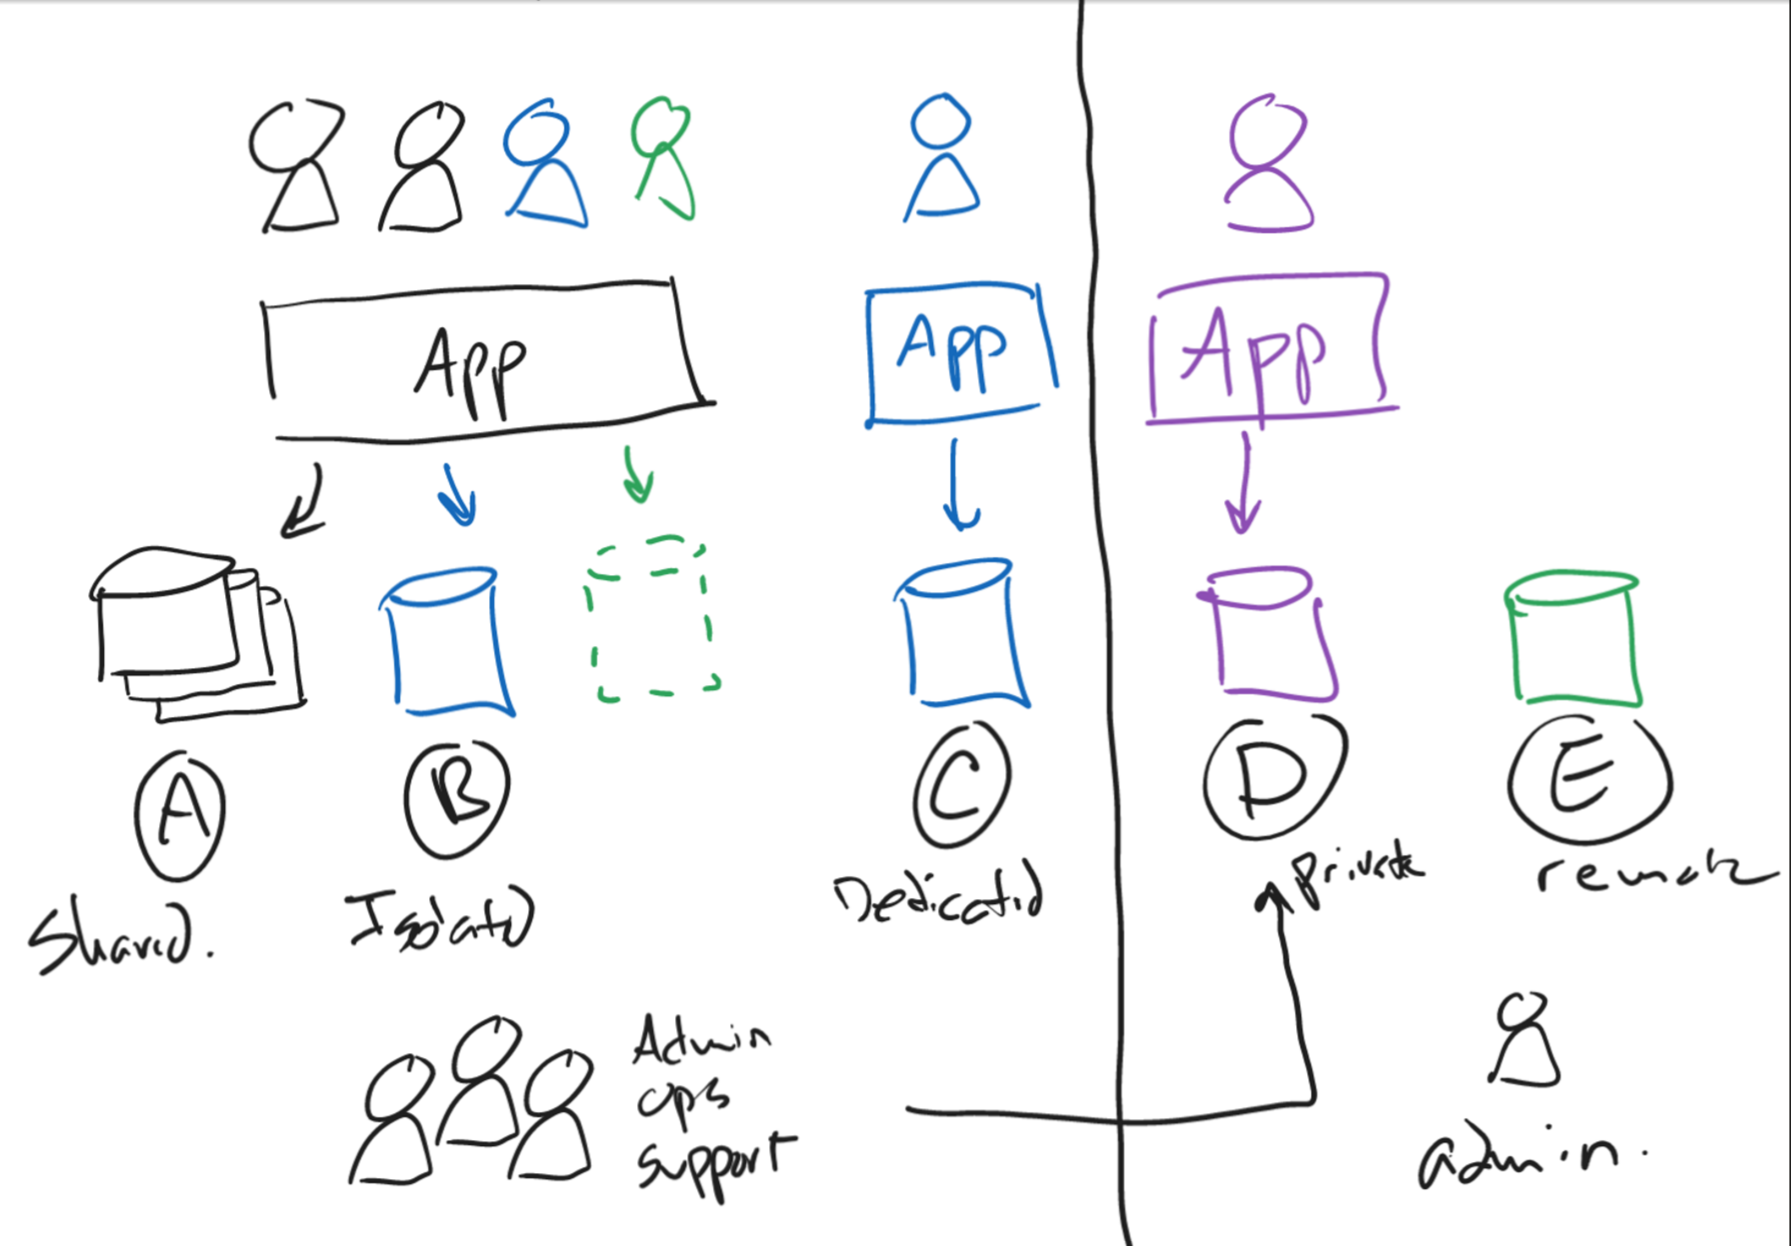 App
App
App
A
B
C
D
E
Shared.
Isolated
Dedicated
private
remote
Admin
ops
support
admin.